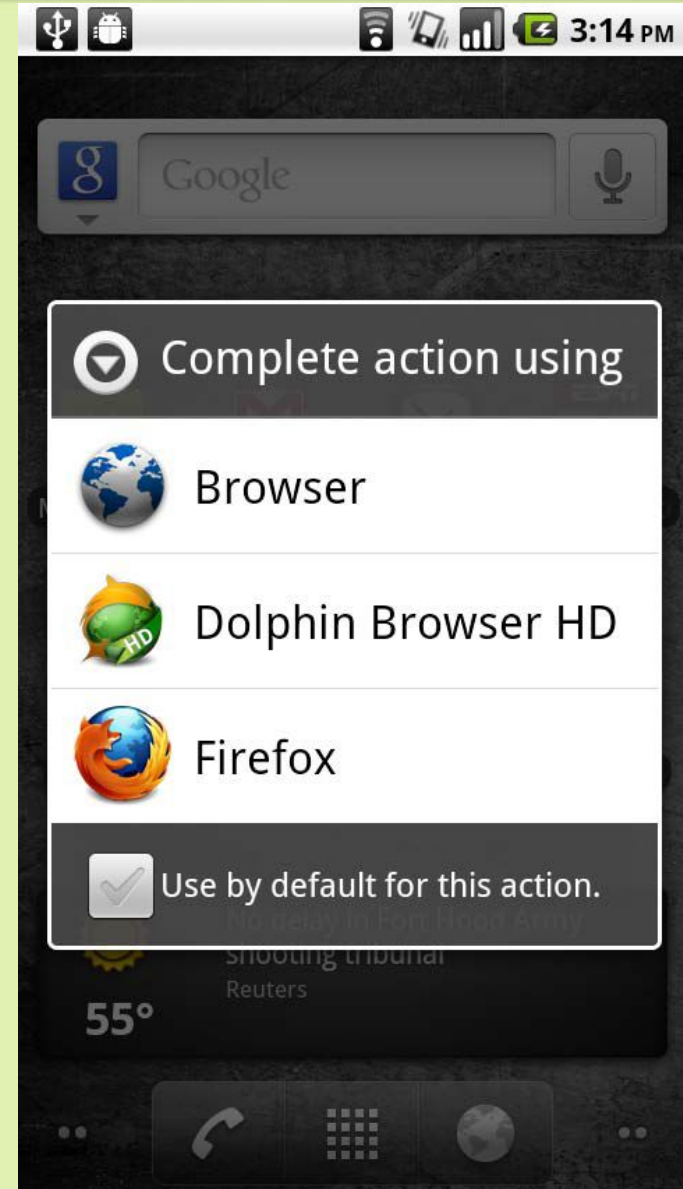 3:14 PM
g
Google
Complete action using
Browser
HD
Dolphin Browser HD
Firefox
Use by default for this action.
No delay in Fort Hood Army
shooting tribunal
Reuters
55°